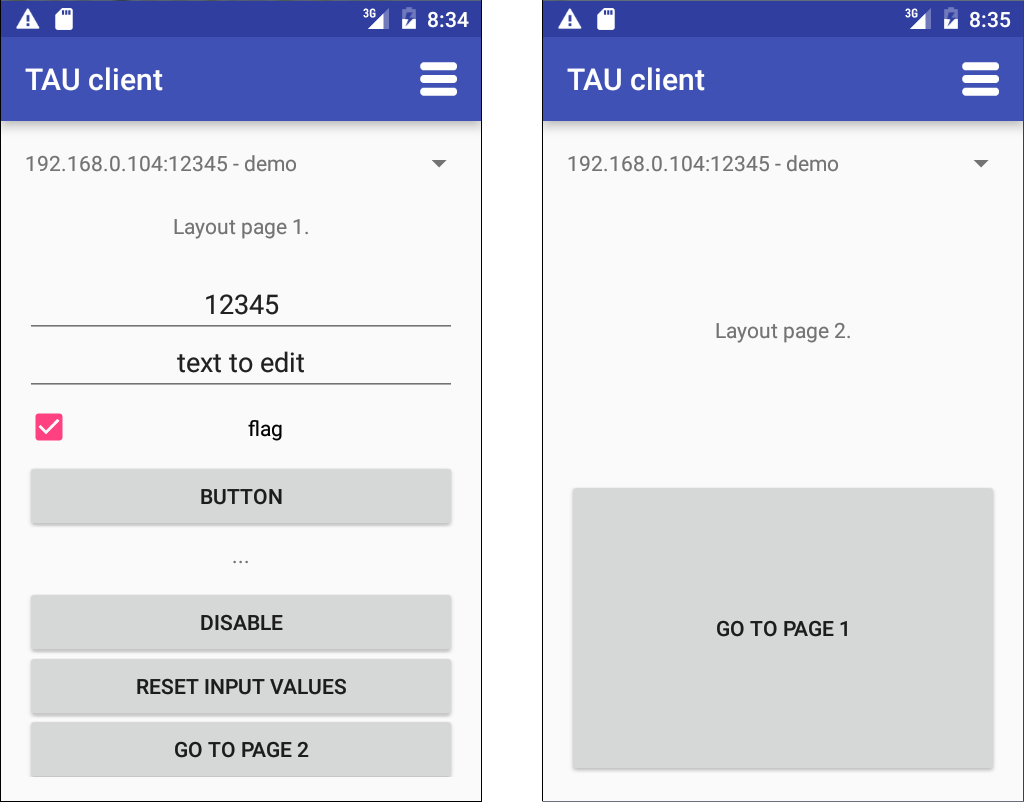 3G 8:34
TAU client
192.168.0.104:12345 - demo
Layout page 1.
12345
text to edit
flag
BUTTON
...
DISABLE
RESET INPUT VALUES
GO TO PAGE 2
3G 8:35
TAU client
192.168.0.104:12345 - demo
Layout page 2.
GO TO PAGE 1